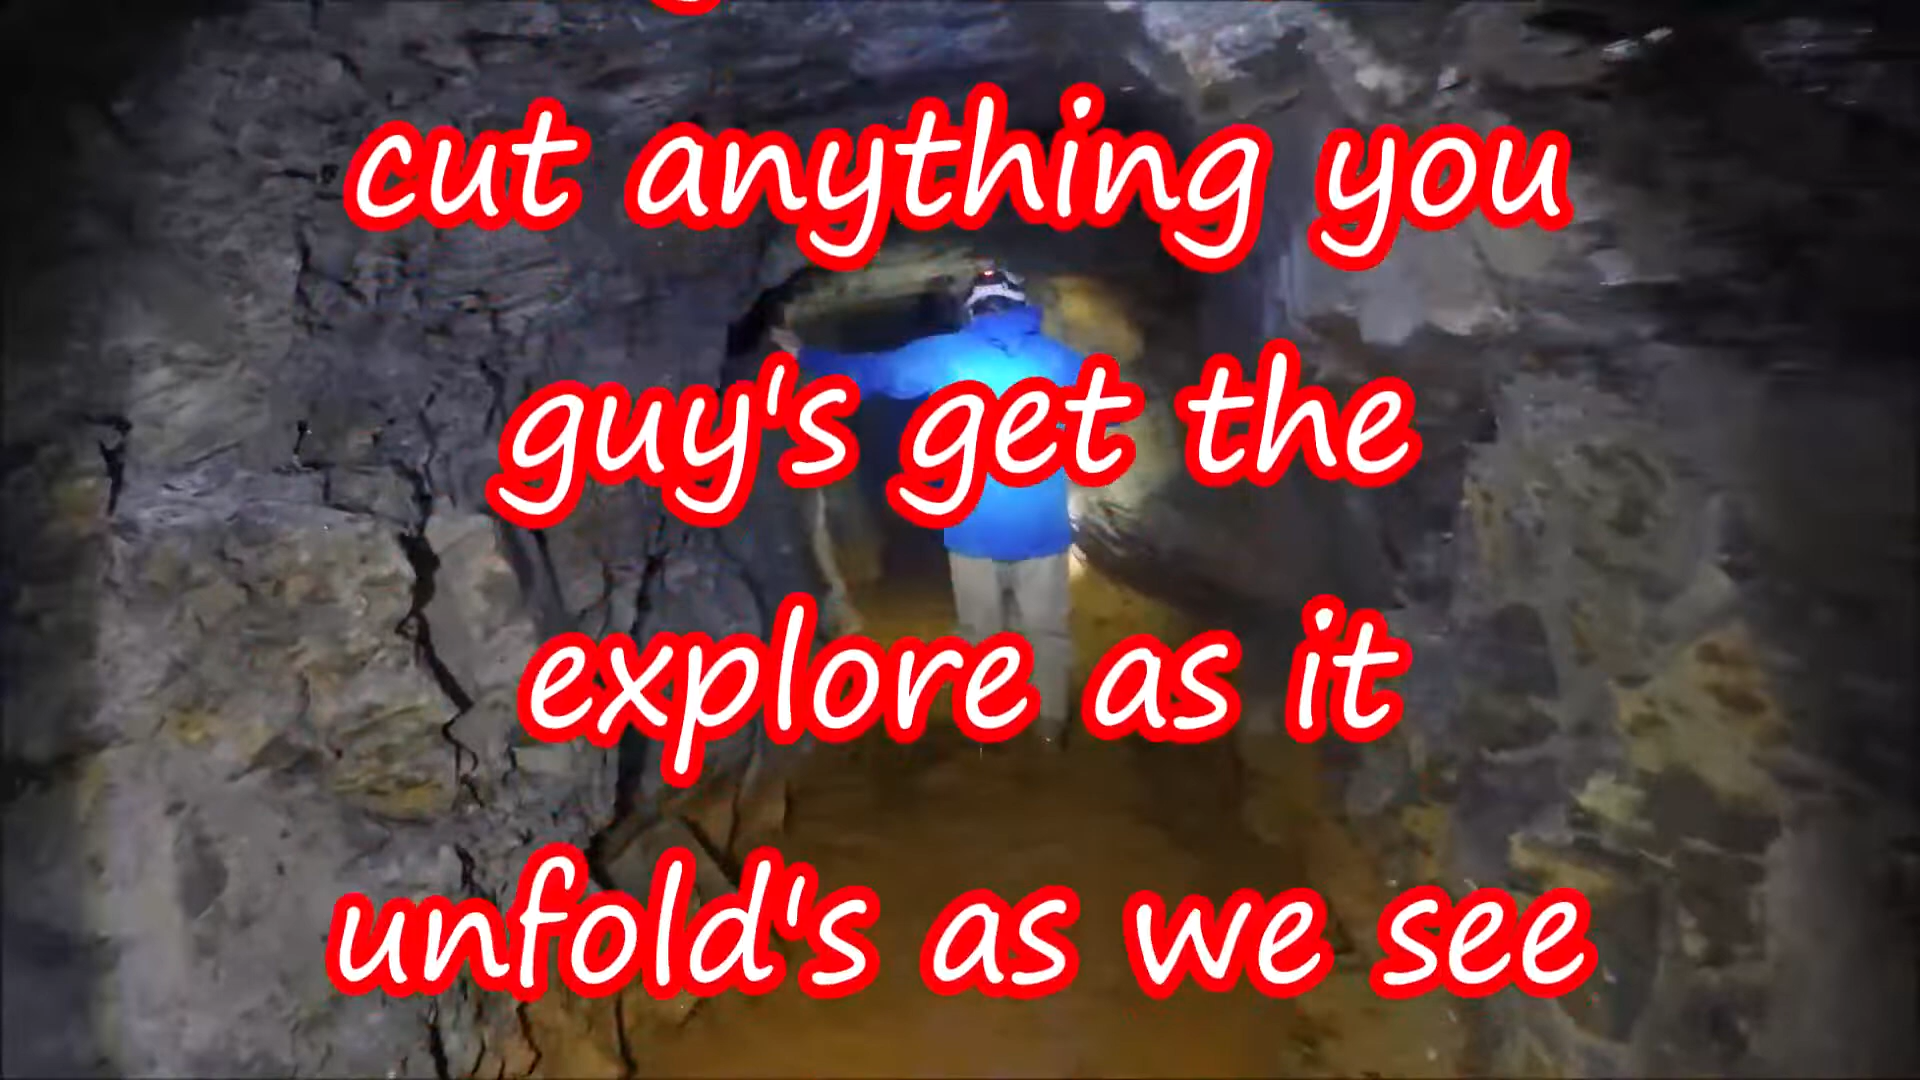 cut anything you
guy's get the
explore as it
unfold's as we see